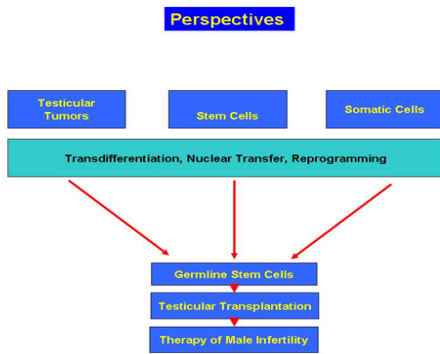 Perspectives
Testicular
Tumors
Stem Cells
Somatic Cells
Transdifferentiation, Nuclear Transfer, Reprogramming
Germline Stem Cells
Testicular Transplantation
Therapy of Male Infertility